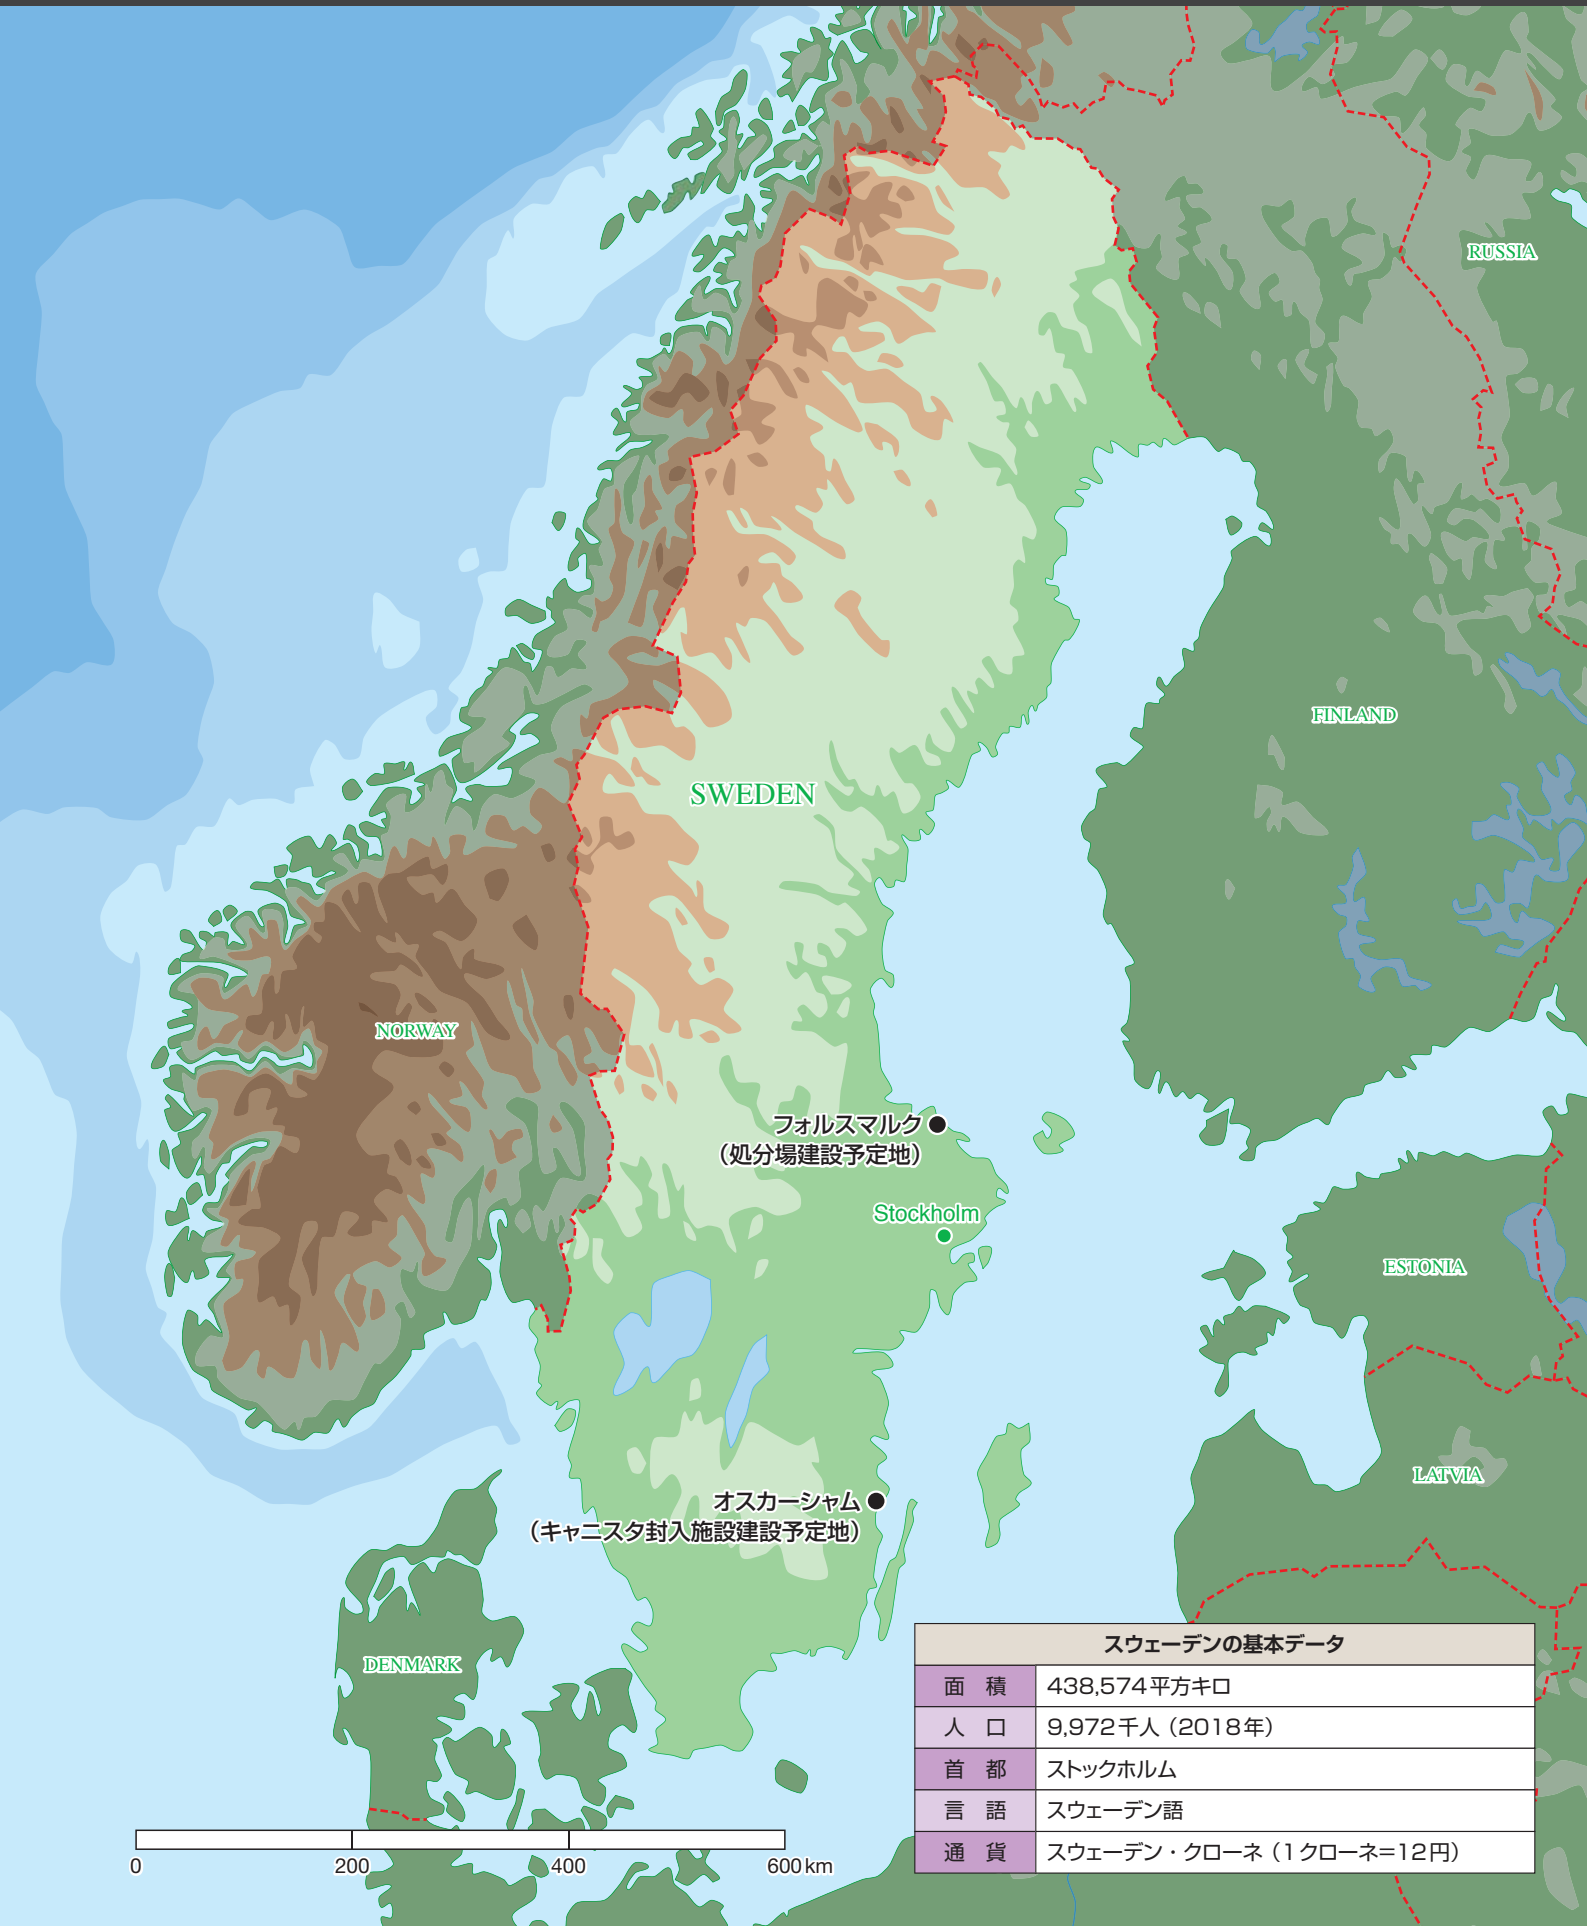 RUSSIA
FINLAND
SWEDEN
NORWAY
フォルスマルク
（処分場建設予定地）
Stockholm
ESTONIA
LATVIA
オスカーシャム
（キャニスタ封入施設建設予定地）
DENMARK
スウェーデンの基本データ
面　積 438,574平方キロ
人　口 9,972千人（2018年）
首　都 ストックホルム
言　語 スウェーデン語
通　貨 スウェーデン・クローネ（1クローネ=12円）
0 200 400 600km